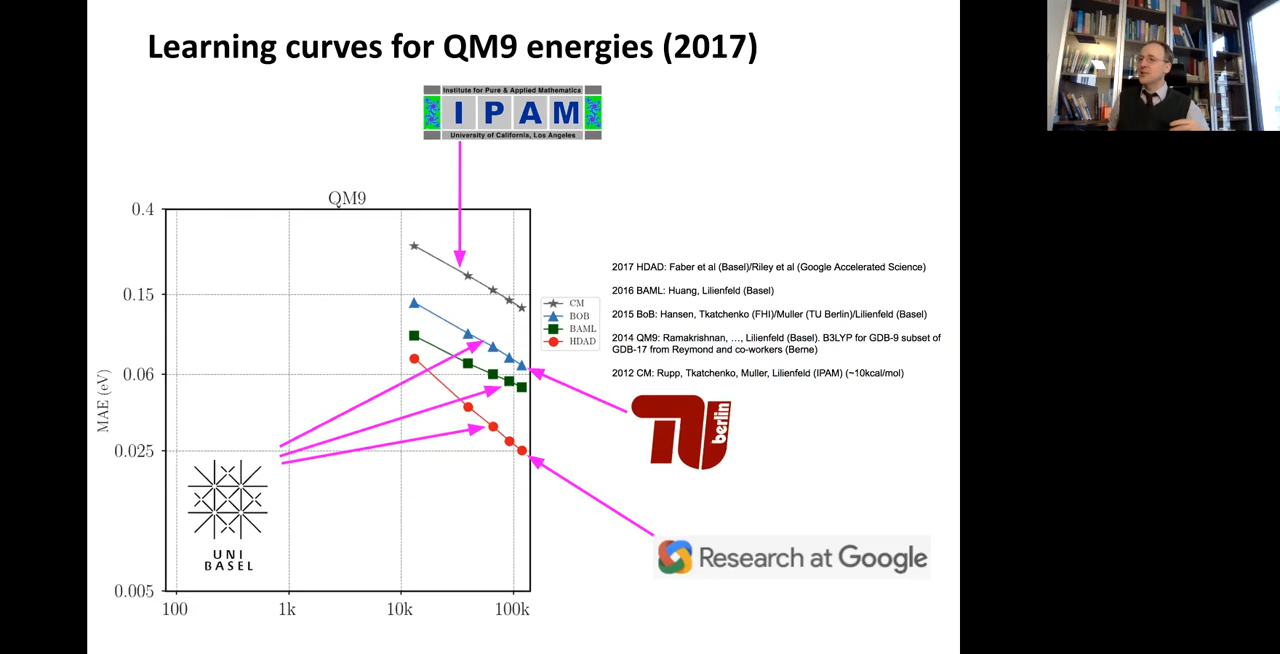 Learning curves for QM9 energies (2017)
Institute for Pure & Applied Mathematics
IPAM
University of California, Los Angeles
QM9
0.4
0.15
0.06
0.025
0.005
MAE (eV)
100
1k
10k
100k
CM
BOB
BAML
HDAD
2017 HDAD: Faber et al (Basel)/Riley et al (Google Accelerated Science)
2016 BAML: Huang, Lilienfeld (Basel)
2015 BoB: Hansen, Tkatchenko (FHI)/Muller (TU Berlin)/Lilienfeld (Basel)
2014 QM9: Ramakrishnan, …, Lilienfeld (Basel). B3LYP for GDB-9 subset of
GDB-17 from Reymond and co-workers (Berne)
2012 CM: Rupp, Tkatchenko, Muller, Lilienfeld (IPAM) (~10kcal/mol)
TU
berlin
UNI
BASEL
Research at Google